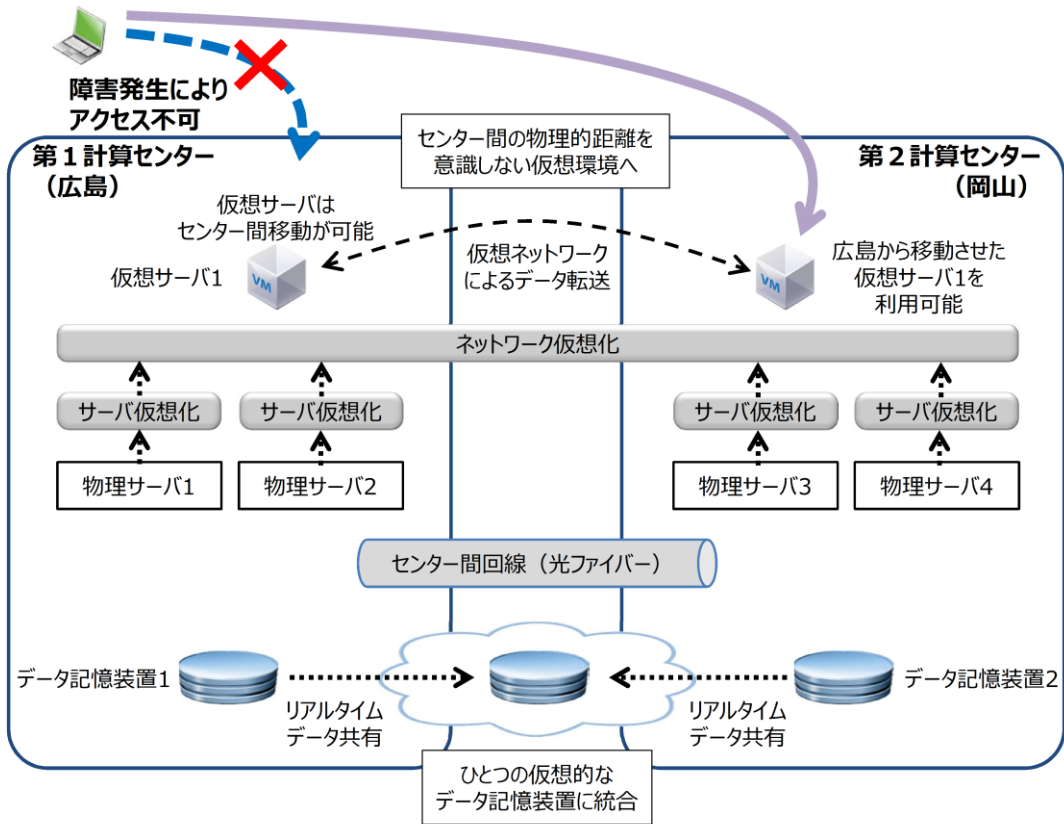 障害発生により
アクセス不可
第1計算センター
（広島）
センター間の物理的距離を
意識しない仮想環境へ
第2計算センター
（岡山）
仮想サーバは
センター間移動が可能
仮想サーバ1
VM
仮想ネットワーク
によるデータ転送
VM
広島から移動させた
仮想サーバ1を
利用可能
ネットワーク仮想化
サーバ仮想化
サーバ仮想化
サーバ仮想化
サーバ仮想化
物理サーバ1
物理サーバ2
物理サーバ3
物理サーバ4
センター間回線（光ファイバー）
データ記憶装置1
データ記憶装置2
リアルタイム
データ共有
リアルタイム
データ共有
ひとつの仮想的な
データ記憶装置に統合